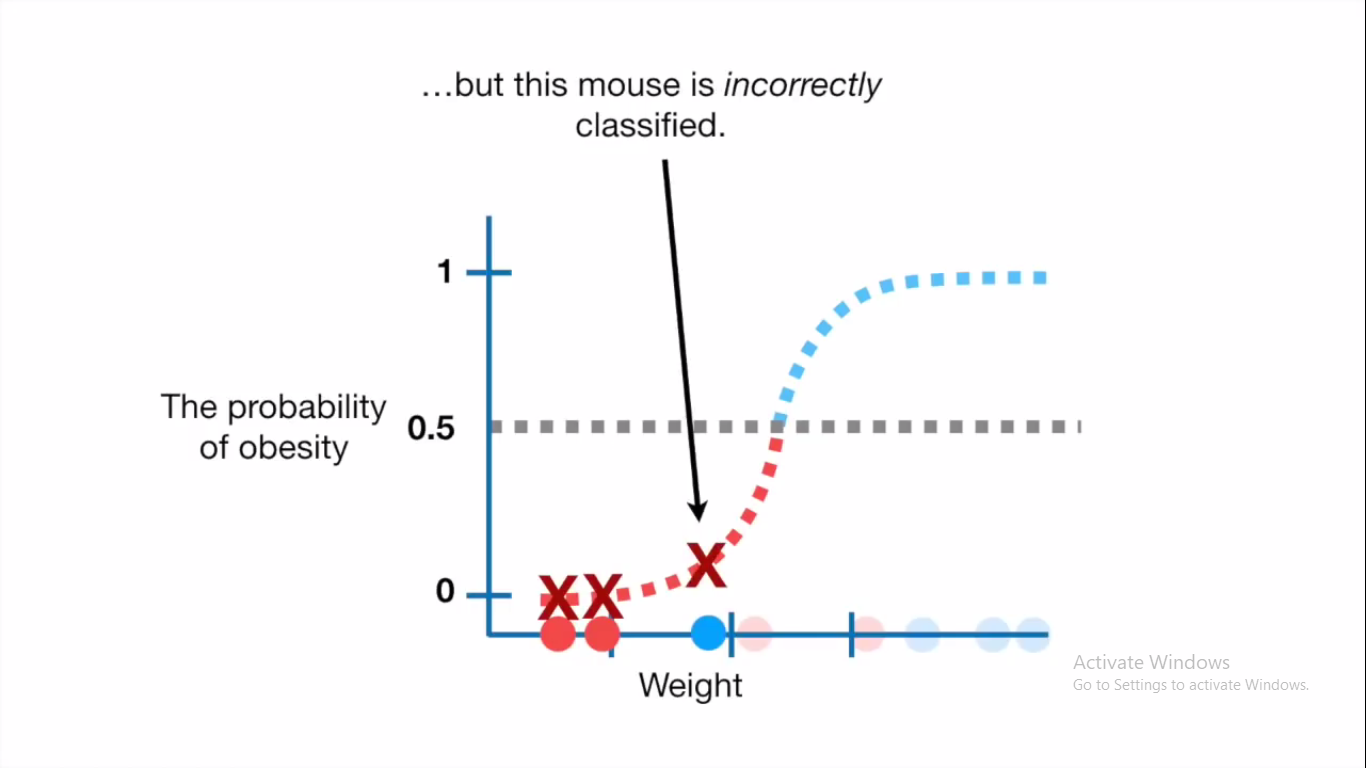 …but this mouse is incorrectly
classified.
1
The probability
of obesity
0.5
0
X X X
Weight
Activate Windows
Go to Settings to activate Windows.